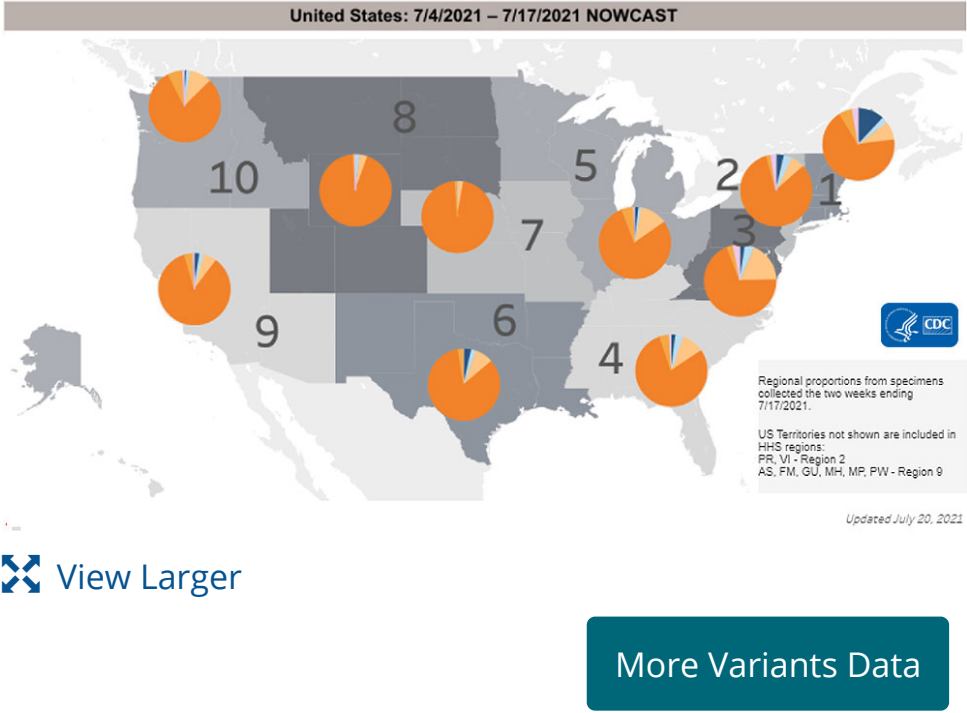 United States: 7/4/2021 – 7/17/2021 NOWCAST
8
10
5
2
1
7
3
9
6
4
CDC
Regional proportions from specimens
collected the two weeks ending
7/17/2021.
US Territories not shown are included in
HHS regions:
PR, VI - Region 2
AS, FM, GU, MH, MP, PW - Region 9
Updated July 20, 2021
View Larger
More Variants Data